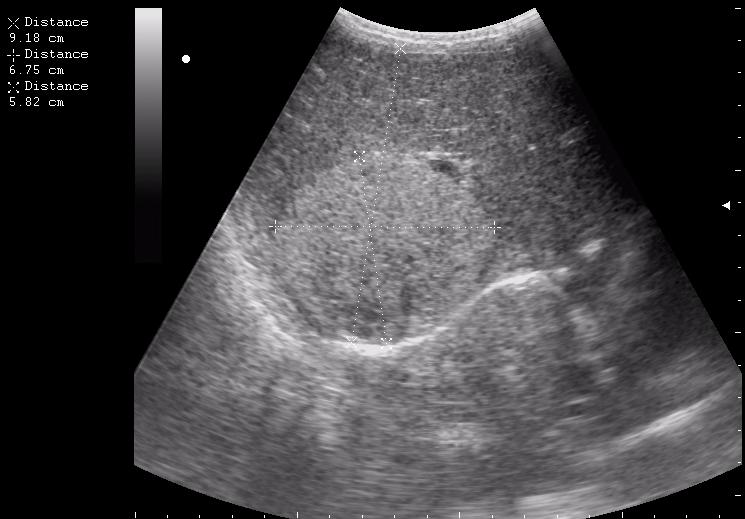 Distance
9.18 cm
Distance
6.75 cm
Distance
5.82 cm